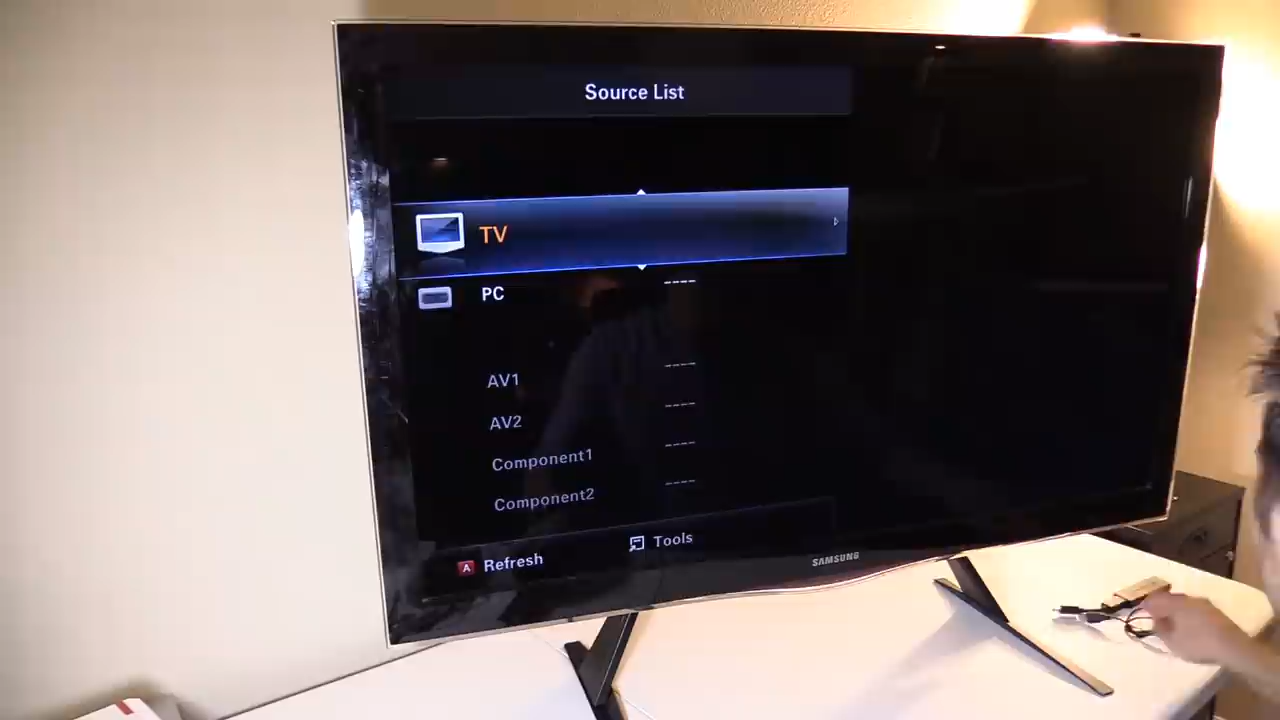 Source List
TV
PC ----
AV1 ----
AV2 ----
Component1 ----
Component2 ----
A Refresh Tools
SAMSUNG